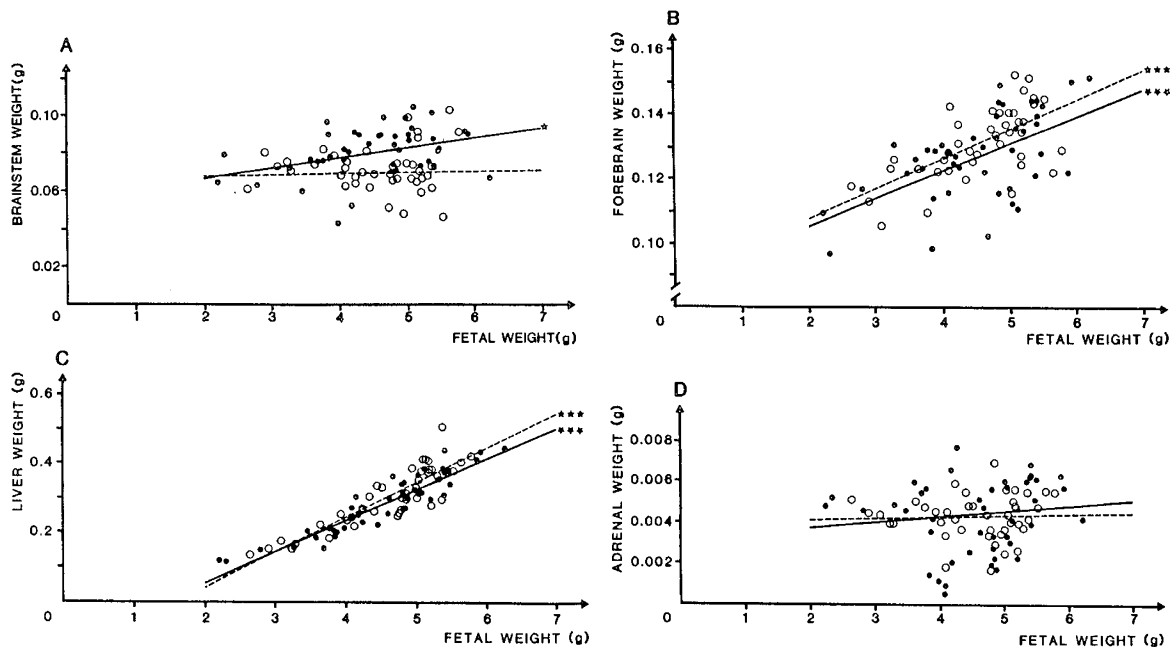 A
BRAINSTEM WEIGHT(g)
0.10
0.06
0.02
0 1 2 3 4 5 6 7
FETAL WEIGHT(g)
B
FOREBRAIN WEIGHT (g)
0.16
0.14
0.12
0.10
0 1 2 3 4 5 6 7
FETAL WEIGHT (g)
C
LIVER WEIGHT (g)
0.6
0.4
0.2
0 1 2 3 4 5 6 7
FETAL WEIGHT (g)
D
ADRENAL WEIGHT (g)
0.008
0.006
0.004
0.002
0 1 2 3 4 5 6 7
FETAL WEIGHT (g)